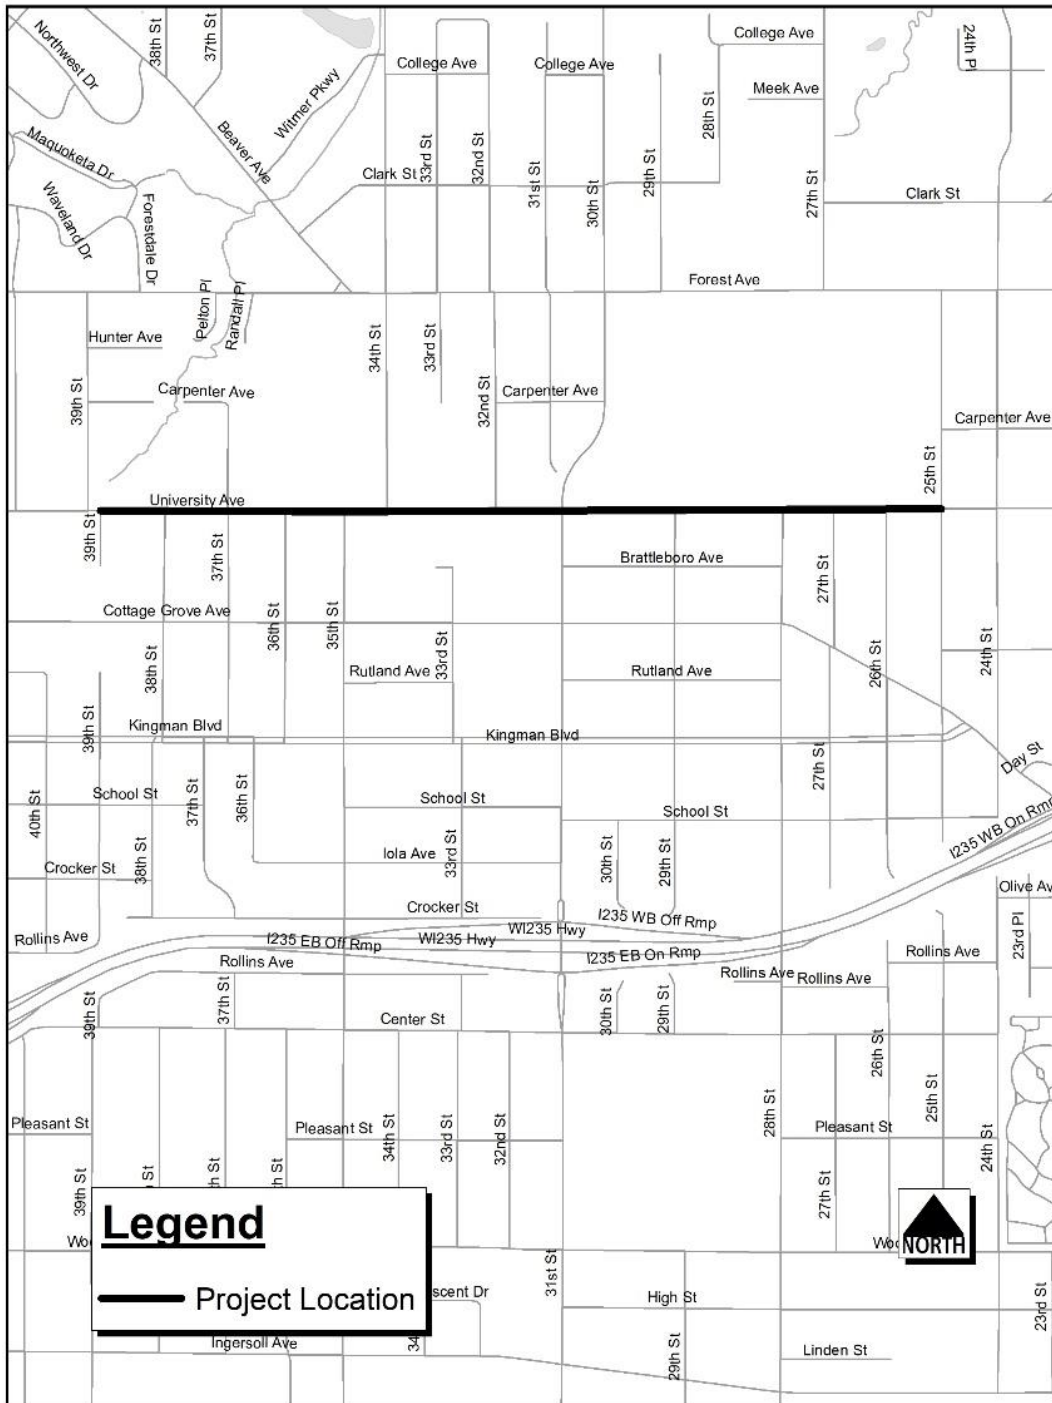 38th St
37th St
Northwest Dr
College Ave
College Ave
College Ave
24th Pl
Witmer Pkwy
Meek Ave
28th St
Beaver Ave
33rd St
32nd St
Maquoketa Dr
Clark St
31st St
30th St
29th St
27th St
Clark St
Waveland Dr
Forestdale Dr
Forest Ave
Pelton Pl
Randall Pl
Hunter Ave
34th St
33rd St
39th St
Carpenter Ave
32nd St
Carpenter Ave
Carpenter Ave
25th St
University Ave
39th St
37th St
Brattleboro Ave
27th St
Cottage Grove Ave
36th St
35th St
33rd St
38th St
Rutland Ave
Rutland Ave
26th St
24th St
39th St
Kingman Blvd
Kingman Blvd
27th St
Day St
40th St
School St
37th St
36th St
School St
School St
I235 WB On Rmp
38th St
Iola Ave
33rd St
30th St
29th St
Crocker St
Olive Av
Crocker St
I235 WB Off Rmp
Rollins Ave
I235 EB Off Rmp
WI235 Hwy
WI235 Hwy
I235 EB On Rmp
23rd Pl
Rollins Ave
Rollins Ave
Rollins Ave
Rollins Ave
39th St
37th St
Center St
30th St
29th St
26th St
25th St
Pleasant St
Pleasant St
34th St
33rd St
32nd St
28th St
Pleasant St
24th St
39th St
h St
th St
th St
27th St
Legend
Woo
Woo
NORTH
Project Location
scent Dr
31st St
High St
23rd St
Ingersoll Ave
34
29th St
Linden St